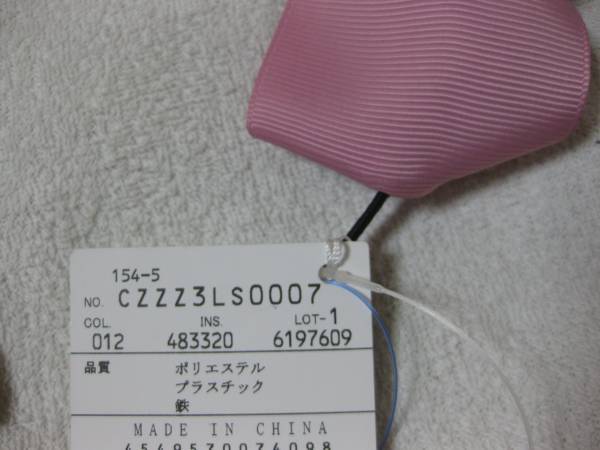 154-5
NO. CZZZ3LS0007
COL. INS. LOT-1
012 483320 6197609
品質 ポリエステル
プラスチック
鉄
MADE IN CHINA